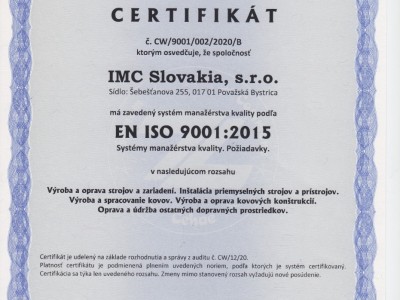 CERTIFIKÁT
č. CW/9001/002/2020/B
ktorým osvedčuje, že spoločnosť
IMC Slovakia, s.r.o.
Sídlo: Šebešťanova 255, 017 01 Považská Bystrica
má zavedený systém manažérstva kvality podľa
EN ISO 9001:2015
Systémy manažérstva kvality. Požiadavky.
v nasledujúcom rozsahu
Výroba a oprava strojov a zariadení. Inštalácia priemyselných strojov a prístrojov.
Výroba a spracovanie kovov. Výroba a oprava kovových konštrukcií.
Oprava a údržba ostatných dopravných prostriedkov.
Certifikát je udelený na základe rozhodnutia a správy z auditu č. CW/12/20.
Platnosť certifikátu je podmienená plnením uvedených noriem, podľa ktorých je systém certifikovaný.
Certifikácia sa týka len uvedeného rozsahu. Zmeny mimo stanovený rozsah vyžadujú nové posúdenie.